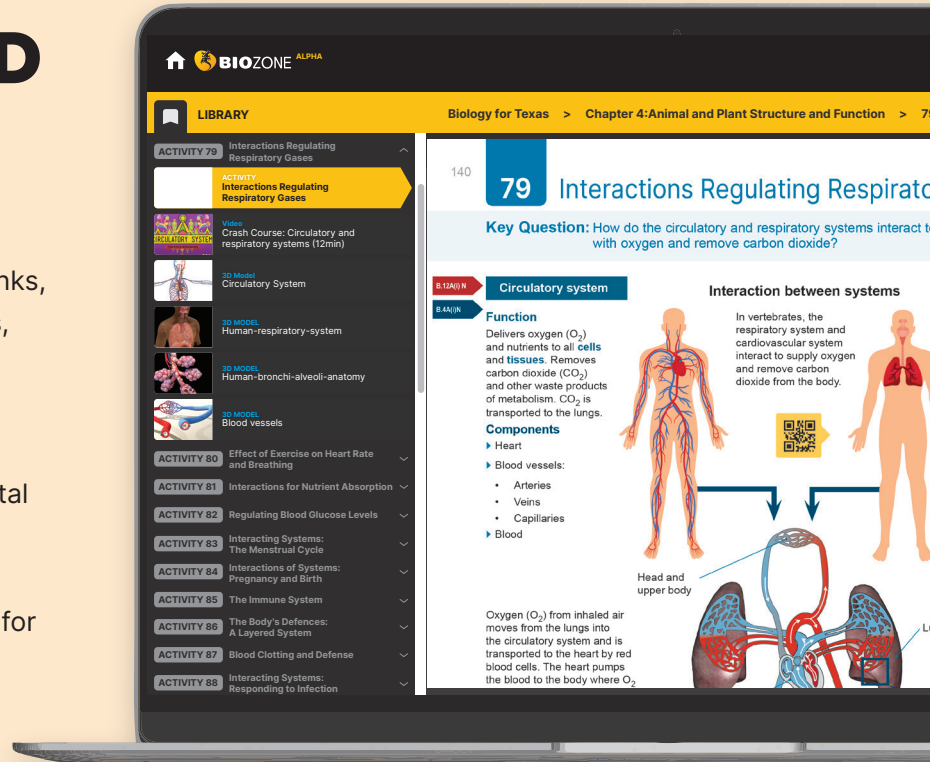 D
nks,
s,
tal
for
BIOZONE ALPHA
LIBRARY
Biology for Texas > Chapter 4:Animal and Plant Structure and Function > 79
ACTIVITY 79
Interactions Regulating
Respiratory Gases
ACTIVITY
Interactions Regulating
Respiratory Gases
CIRCULATORY SYSTEM
Video
Crash Course: Circulatory and
respiratory systems (12min)
3D Model
Circulatory System
3D MODEL
Human-respiratory-system
3D MODEL
Human-bronchi-alveoli-anatomy
3D MODEL
Blood vessels
ACTIVITY 80
Effect of Exercise on Heart Rate
and Breathing
ACTIVITY 81 Interactions for Nutrient Absorption
ACTIVITY 82 Regulating Blood Glucose Levels
ACTIVITY 83
Interacting Systems:
The Menstrual Cycle
ACTIVITY 84
Interactions of Systems:
Pregnancy and Birth
ACTIVITY 85 The Immune System
ACTIVITY 86
The Body's Defences:
A Layered System
ACTIVITY 87 Blood Clotting and Defense
ACTIVITY 88
Interacting Systems:
Responding to Infection
140
79 Interactions Regulating Respirato
Key Question: How do the circulatory and respiratory systems interact to
with oxygen and remove carbon dioxide?
B.12A(i) N
B.4A(i)N
Circulatory system
Function
Delivers oxygen (O₂)
and nutrients to all cells
and tissues. Removes
carbon dioxide (CO₂)
and other waste products
of metabolism. CO₂ is
transported to the lungs.
Components
Heart
Blood vessels:
• Arteries
• Veins
• Capillaries
Blood
Oxygen (O₂) from inhaled air
moves from the lungs into
the circulatory system and is
transported to the heart by red
blood cells. The heart pumps
the blood to the body where O₂
Interaction between systems
In vertebrates, the
respiratory system and
cardiovascular system
interact to supply oxygen
and remove carbon
dioxide from the body.
Head and
upper body
Lu